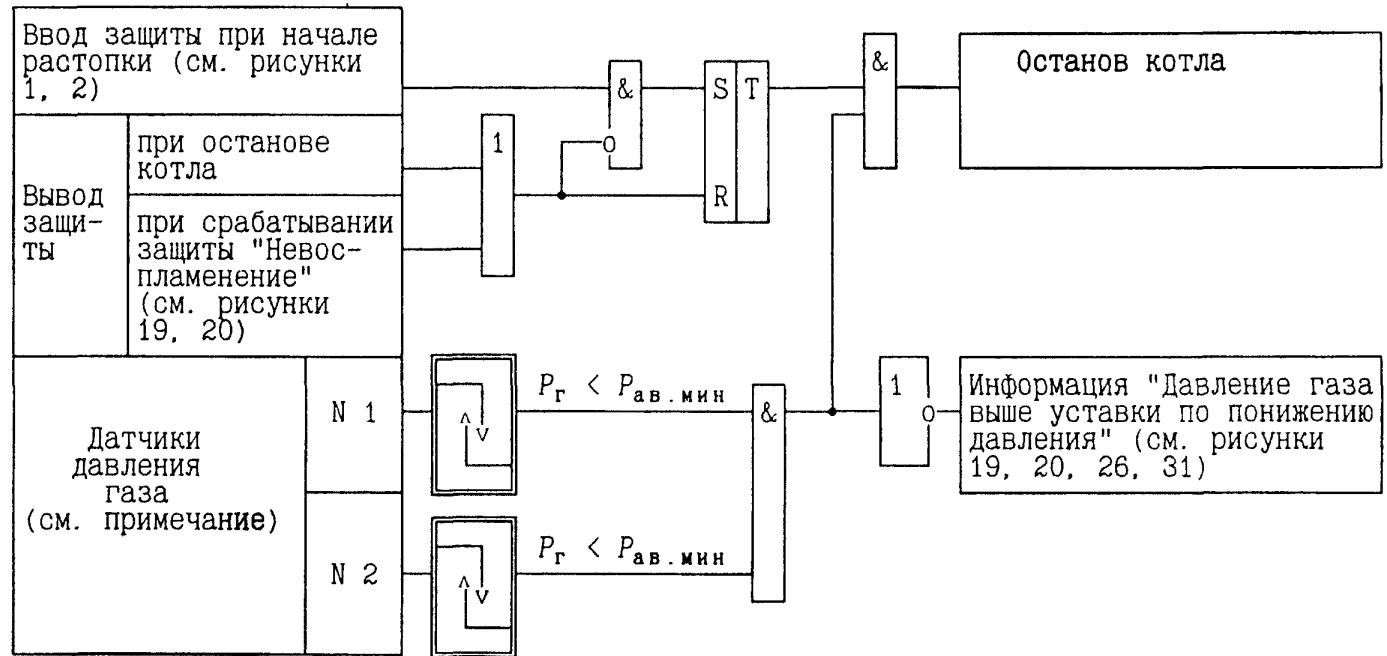 Ввод защиты при начале
растопки (см. рисунки
1, 2)
Вывод
защи-
ты
при останове
котла
при срабатывании
защиты "Невос-
пламенение"
(см. рисунки
19, 20)
Датчики
давления
газа
(см. примечание)
N 1
N 2
1
&
S
T
R
&
Останов котла
Pг < Pав.мин
Pг < Pав.мин
&
1
Информация "Давление газа
выше уставки по понижению
давления" (см. рисунки
19, 20, 26, 31)